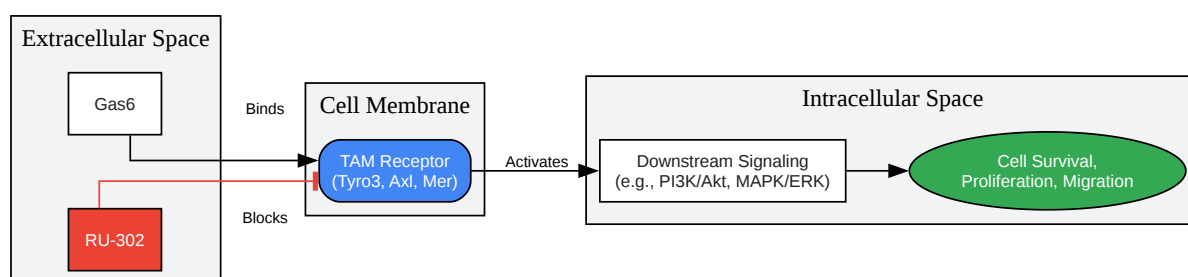 Extracellular Space
Gas6
RU-302
Binds
Blocks
Cell Membrane
TAM Receptor
(Tyro3, Axl, Mer)
Activates
Intracellular Space
Downstream Signaling
(e.g., PI3K/Akt, MAPK/ERK)
Cell Survival,
Proliferation, Migration